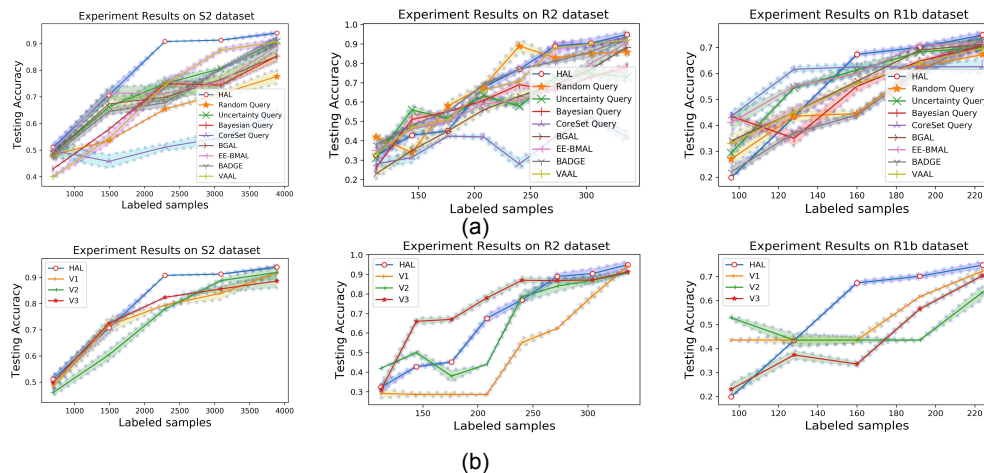 Experiment Results on S2 dataset
Testing Accuracy
0.9
0.8
0.7
0.6
0.5
0.4
HAL
Random Query
Uncertainty Query
Bayesian Query
CoreSet Query
BGAL
EE-BMAL
BADGE
VAAL
1000 1500 2000 2500 3000 3500 4000
Labeled samples
Experiment Results on R2 dataset
Testing Accuracy
1.0
0.9
0.8
0.7
0.6
0.5
0.4
0.3
0.2
HAL
Random Query
Uncertainty Query
Bayesian Query
CoreSet Query
BGAL
EE-BMAL
BADGE
VAAL
150 200 250 300
Labeled samples
Experiment Results on R1b dataset
Testing Accuracy
0.7
0.6
0.5
0.4
0.3
0.2
HAL
Random Query
Uncertainty Query
Bayesian Query
CoreSet Query
BGAL
EE-BMAL
BADGE
VAAL
100 120 140 160 180 200 220
Labeled samples
(a)
Experiment Results on S2 dataset
Testing Accuracy
0.9
0.8
0.7
0.6
0.5
HAL
V1
V2
V3
1000 1500 2000 2500 3000 3500 4000
Labeled samples
Experiment Results on R2 dataset
Testing Accuracy
1.0
0.9
0.8
0.7
0.6
0.5
0.4
0.3
HAL
V1
V2
V3
150 200 250 300
Labeled samples
Experiment Results on R1b dataset
Testing Accuracy
0.7
0.6
0.5
0.4
0.3
0.2
HAL
V1
V2
V3
100 120 140 160 180 200 220
Labeled samples
(b)